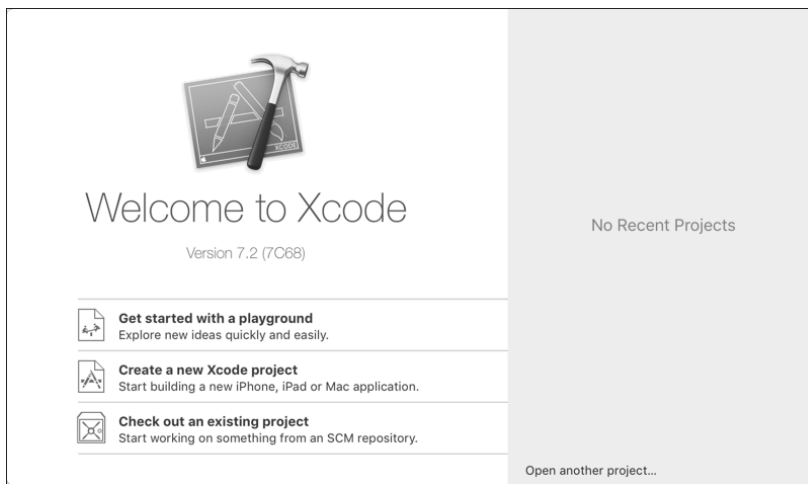 XCODE
Welcome to Xcode
Version 7.2 (7C68)
Get started with a playground
Explore new ideas quickly and easily.
Create a new Xcode project
Start building a new iPhone, iPad or Mac application.
Check out an existing project
Start working on something from an SCM repository.
No Recent Projects
Open another project...